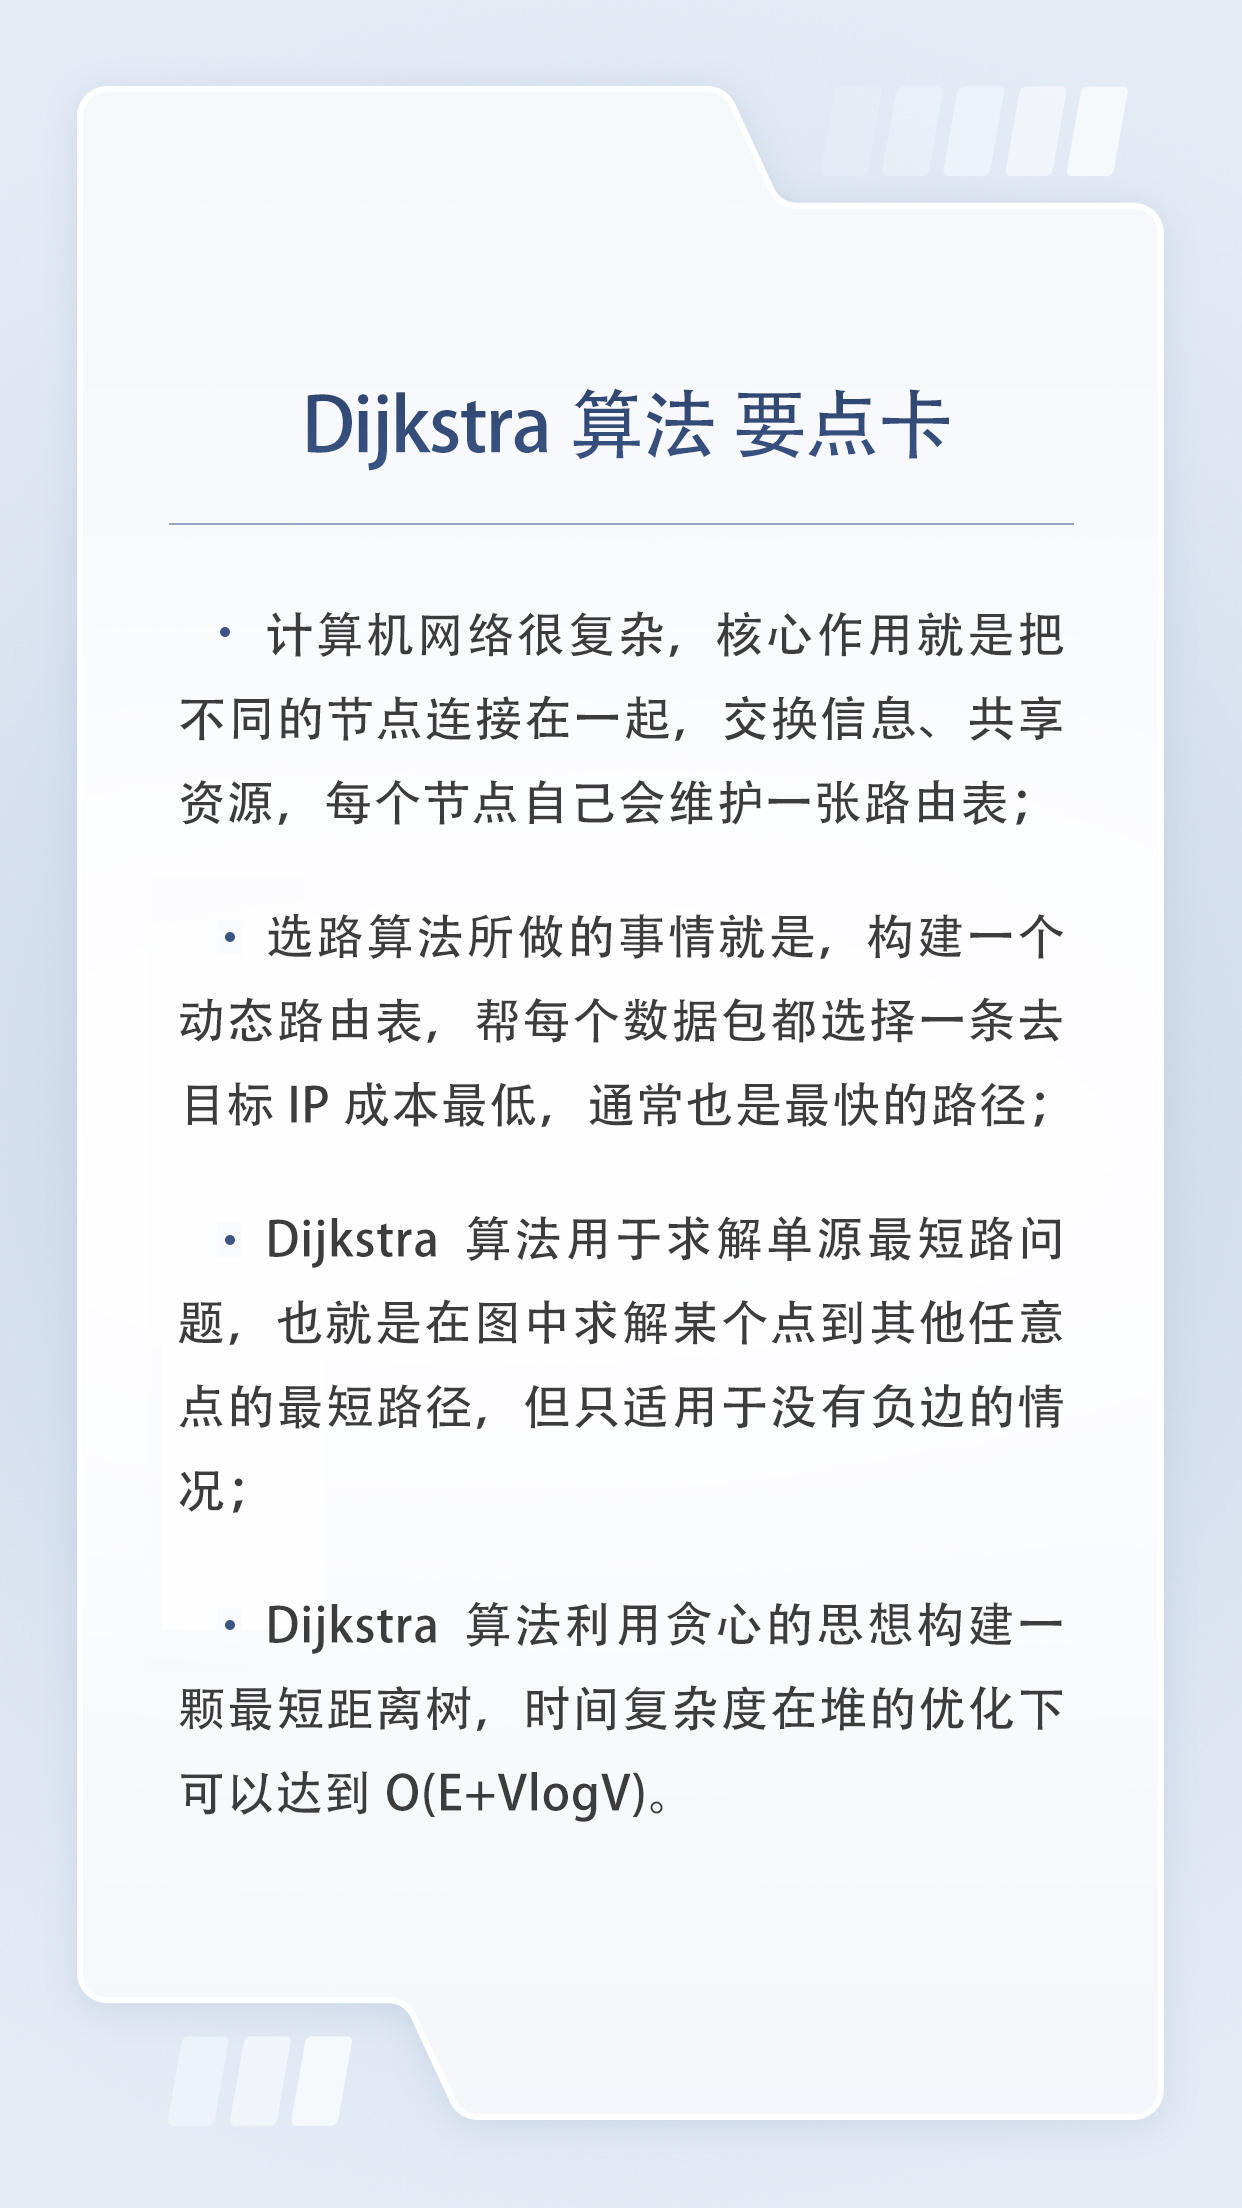 Dijkstra 算法 要点卡
· 计算机网络很复杂，核心作用就是把
不同的节点连接在一起，交换信息、共享
资源，每个节点自己会维护一张路由表；
· 选路算法所做的事情就是，构建一个
动态路由表，帮每个数据包都选择一条去
目标 IP 成本最低，通常也是最快的路径；
· Dijkstra 算法用于求解单源最短路问
题，也就是在图中求解某个点到其他任意
点的最短路径，但只适用于没有负边的情
况；
· Dijkstra 算法利用贪心的思想构建一
颗最短距离树，时间复杂度在堆的优化下
可以达到 O(E+VlogV)。